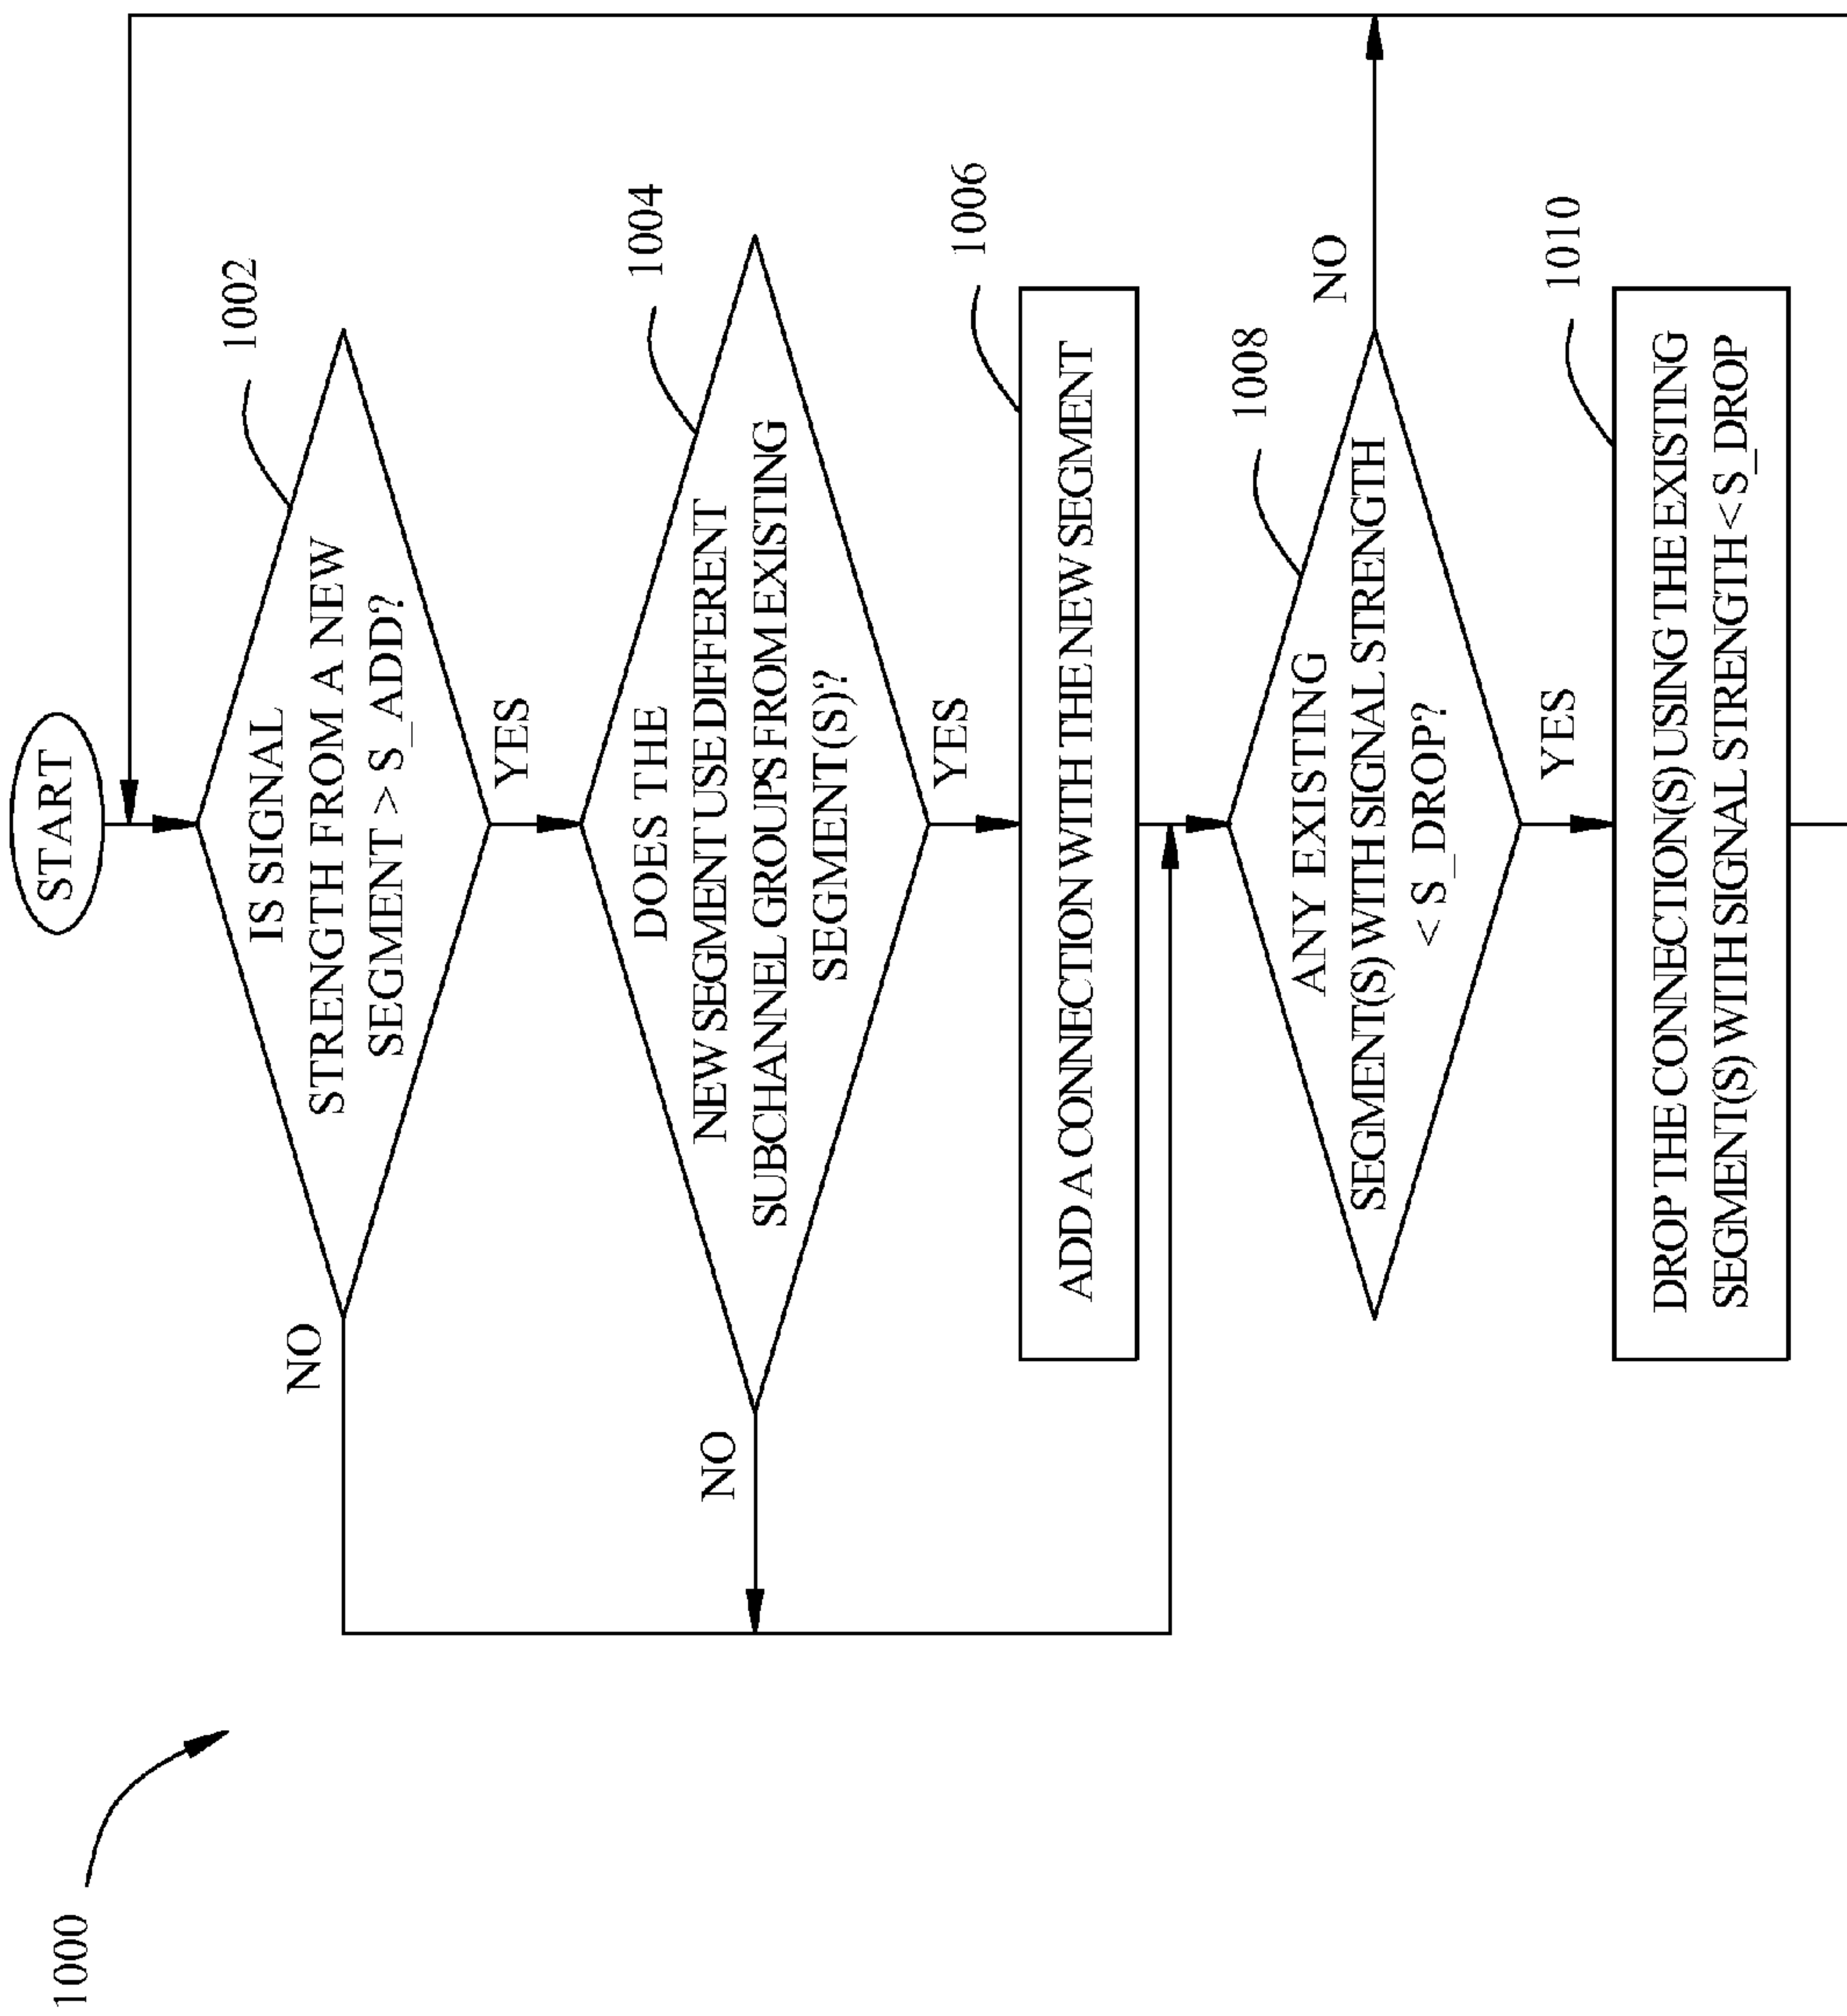 1000
START
1002
IS SIGNAL
STRENGTH FROM A NEW
SEGMENT > S_ADD?
NO
YES
1004
DOES THE
NEW SEGMENT USE DIFFERENT
SUBCHANNEL GROUPS FROM EXISTING
SEGMENT(S)?
NO
YES
1006
ADD A CONNECTION WITH THE NEW SEGMENT
1008
ANY EXISTING
SEGMENT(S) WITH SIGNAL STRENGTH
< S_DROP?
NO
YES
1010
DROP THE CONNECTION(S) USING THE EXISTING
SEGMENT(S) WITH SIGNAL STRENGTH < S_DROP